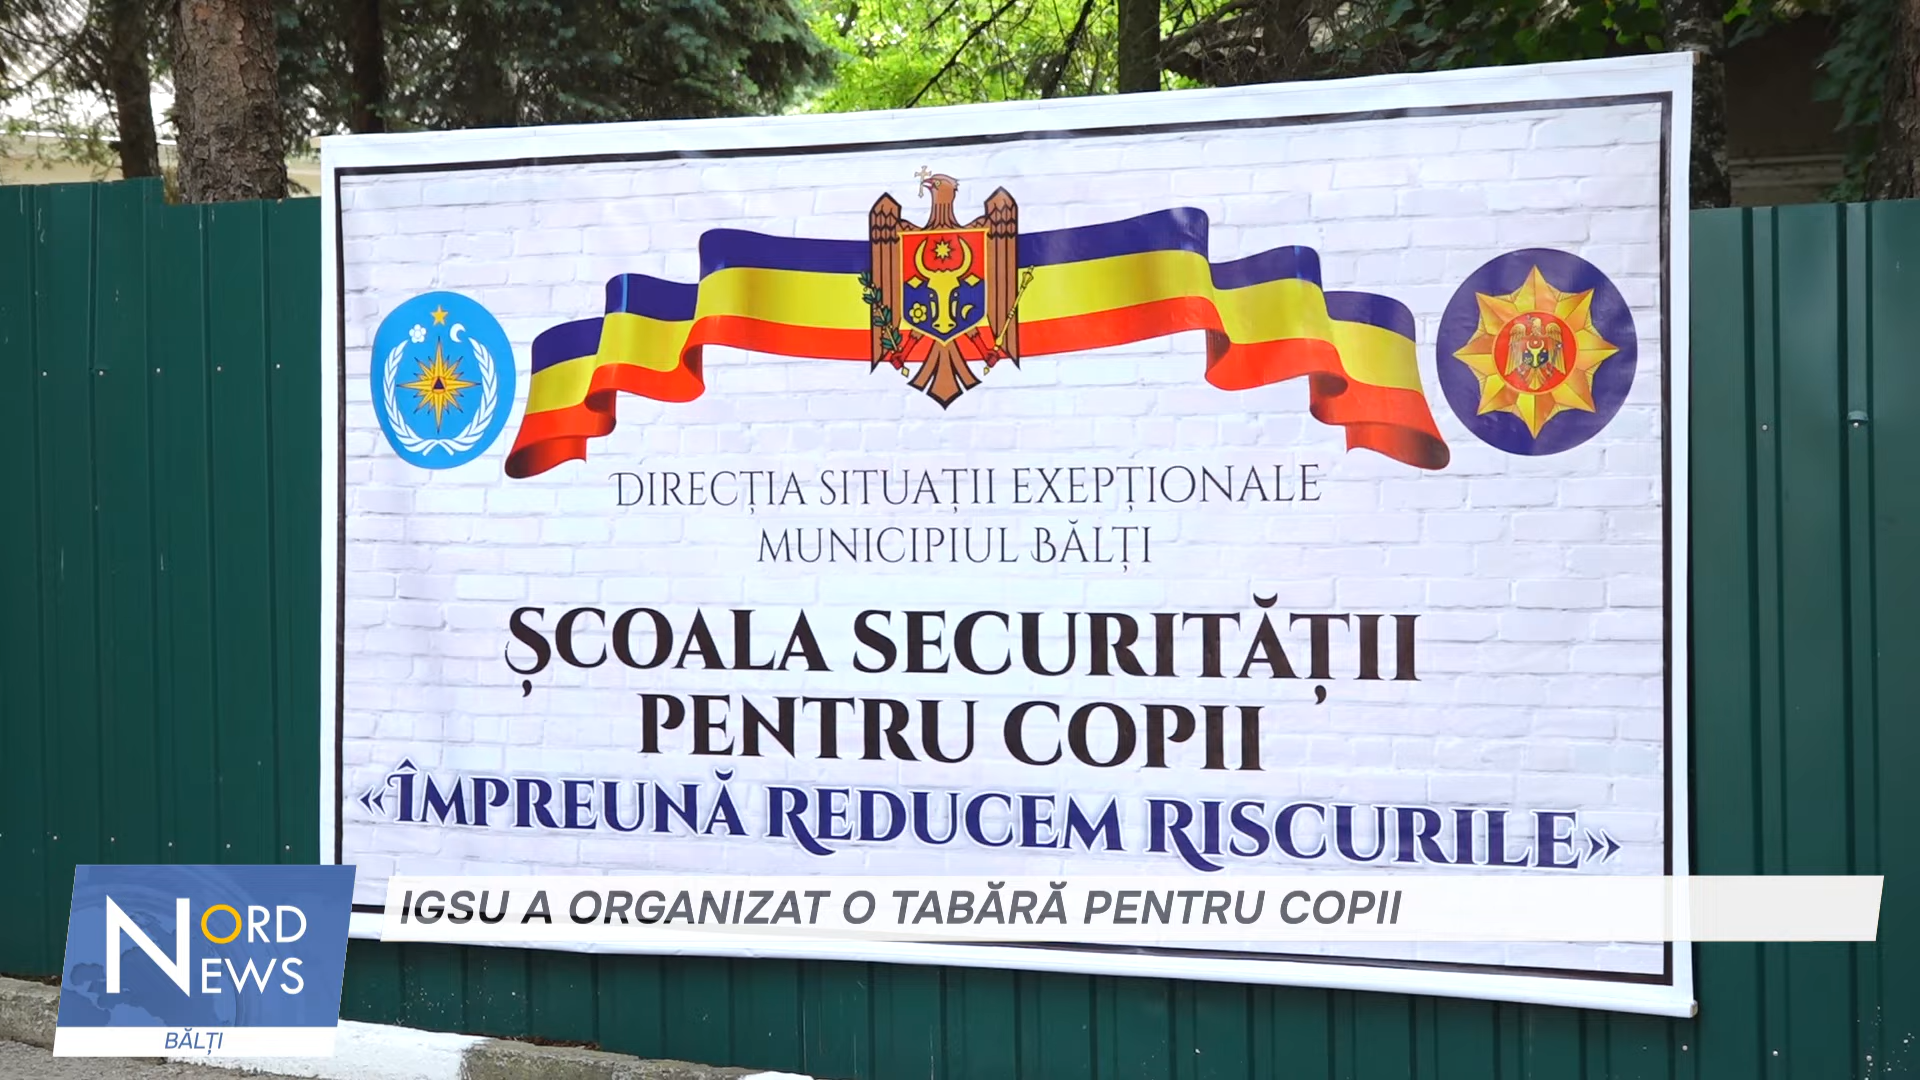 DIRECȚIA SITUAȚII EXEPȚIONALE
MUNICIPIUL BĂLȚI
ȘCOALA SECURITĂȚII
PENTRU COPII
«ÎMPREUNĂ REDUCEM RISCURILE»
NORD
NEWS
BĂLȚI
IGSU A ORGANIZAT O TABĂRĂ PENTRU COPII